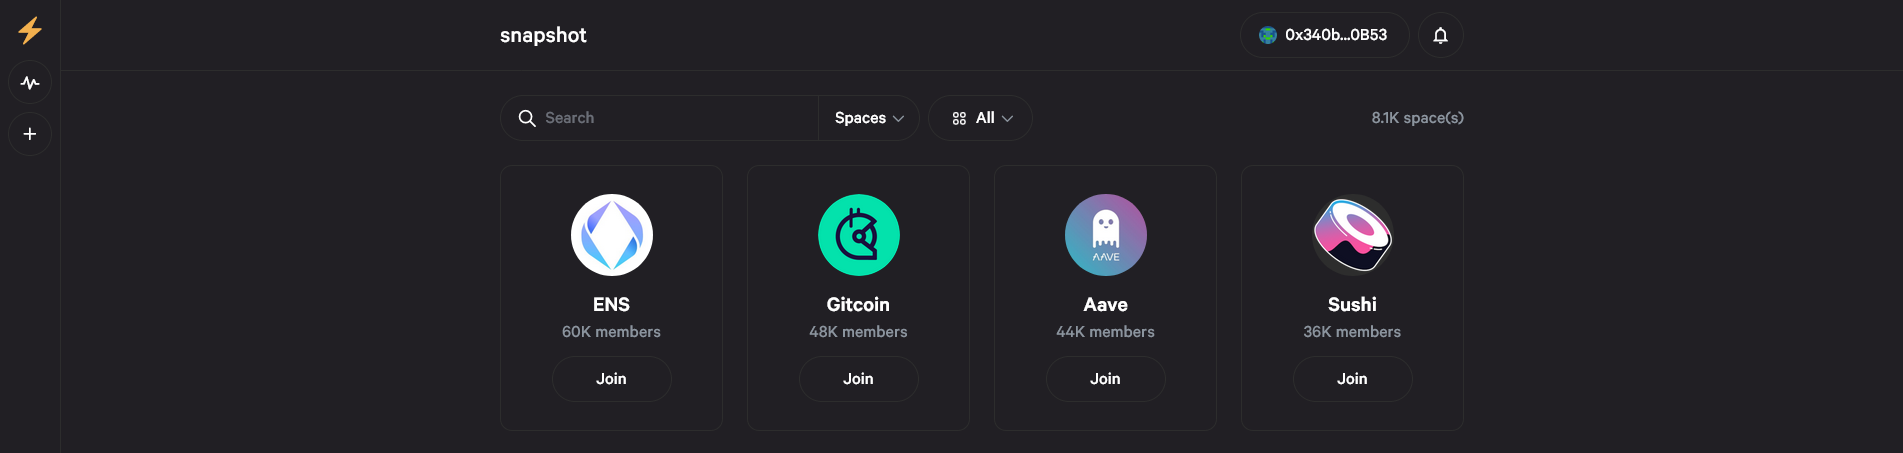 snapshot
0x340b...0B53
Search
Spaces
All
8.1K space(s)
AAVE
ENS
Gitcoin
Aave
Sushi
60K members
48K members
44K members
36K members
Join
Join
Join
Join